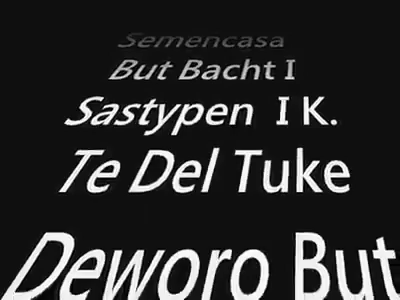 Semencasa
But Bacht I
Sastypen I K.
Te Del Tuke
Deworo But